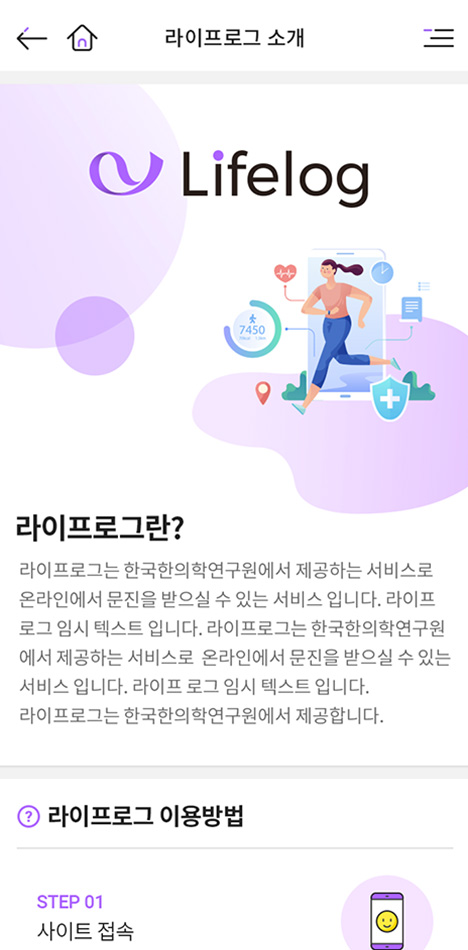 라이프로그 소개
Lifelog
7450
라이프로그란?
라이프로그는 한국한의학연구원에서 제공하는 서비스로
온라인에서 문진을 받으실 수 있는 서비스 입니다. 라이프
로그 임시 텍스트 입니다. 라이프로그는 한국한의학연구원
에서 제공하는 서비스로 온라인에서 문진을 받으실 수 있는
서비스 입니다. 라이프 로그 임시 텍스트 입니다.
라이프로그는 한국한의학연구원에서 제공합니다.
? 라이프로그 이용방법
STEP 01
사이트 접속